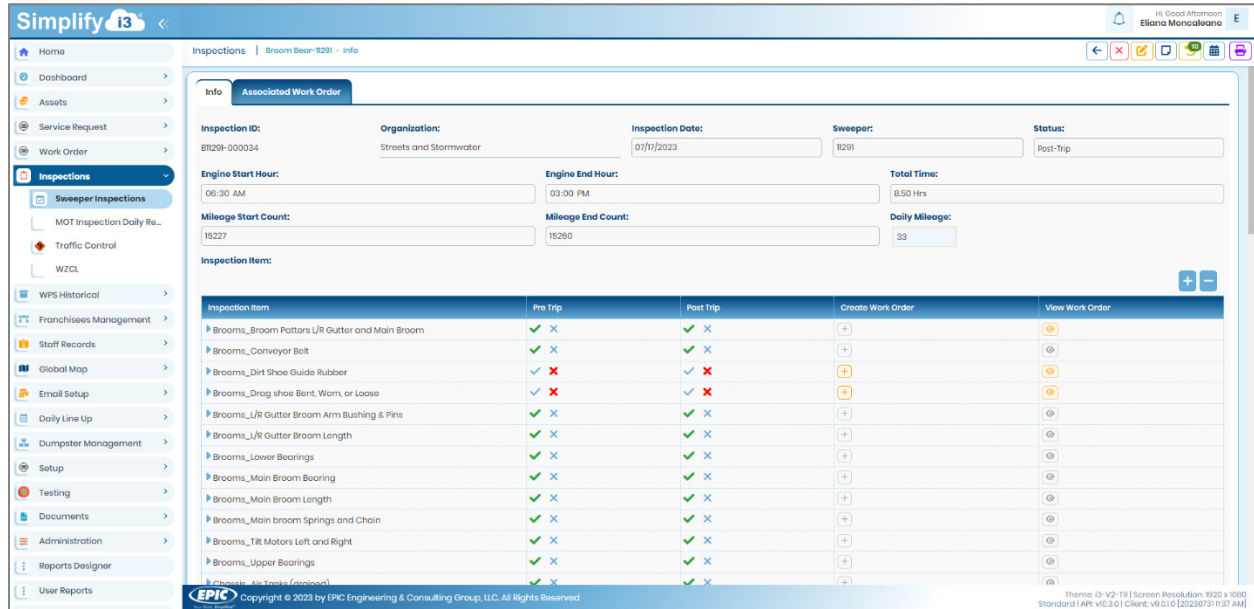 Simplify i3 «
Hi, Good Afternoon
Eliana Moncaleano
E
Home
Dashboard
Assets
Service Request
Work Order
Inspections
Sweeper Inspections
MOT Inspection Daily Re...
Traffic Control
WZCL
WPS Historical
Franchisees Management
Staff Records
Global Map
Email Setup
Daily Line Up
Dumpster Management
Setup
Testing
Documents
Administration
Reports Designer
User Reports
Inspections | Broom Bear-11291 - Info
10
Info Associated Work Order
Inspection ID: Organization: Inspection Date: Sweeper: Status:
B11291-000034 Streets and Stormwater 07/17/2023 11291 Post-Trip
Engine Start Hour: Engine End Hour: Total Time:
06:30 AM 03:00 PM 8.50 Hrs
Mileage Start Count: Mileage End Count: Daily Mileage:
15227 15260 33
Inspection Item:
Inspection Item Pre Trip Post Trip Create Work Order View Work Order
Brooms_Broom Patters L/R Gutter and Main Broom
Brooms_Conveyor Belt
Brooms_Dirt Shoe Guide Rubber
Brooms_Drag shoe Bent, Worn, or Loose
Brooms_L/R Gutter Broom Arm Bushing & Pins
Brooms_L/R Gutter Broom Length
Brooms_Lower Bearings
Brooms_Main Broom Bearing
Brooms_Main Broom Length
Brooms_Main broom Springs and Chain
Brooms_Tilt Motors Left and Right
Brooms_Upper Bearings
Chassis_Air Tanks (drained)
EPIC Copyright © 2023 by EPIC Engineering & Consulting Group, LLC. All Rights Reserved
Theme: i3-V2-T9 | Screen Resolution: 1920 x 1080
Standard | API: v1.0.3.0 | Client: v9.0.1.0 [20230731 11:37 AM]